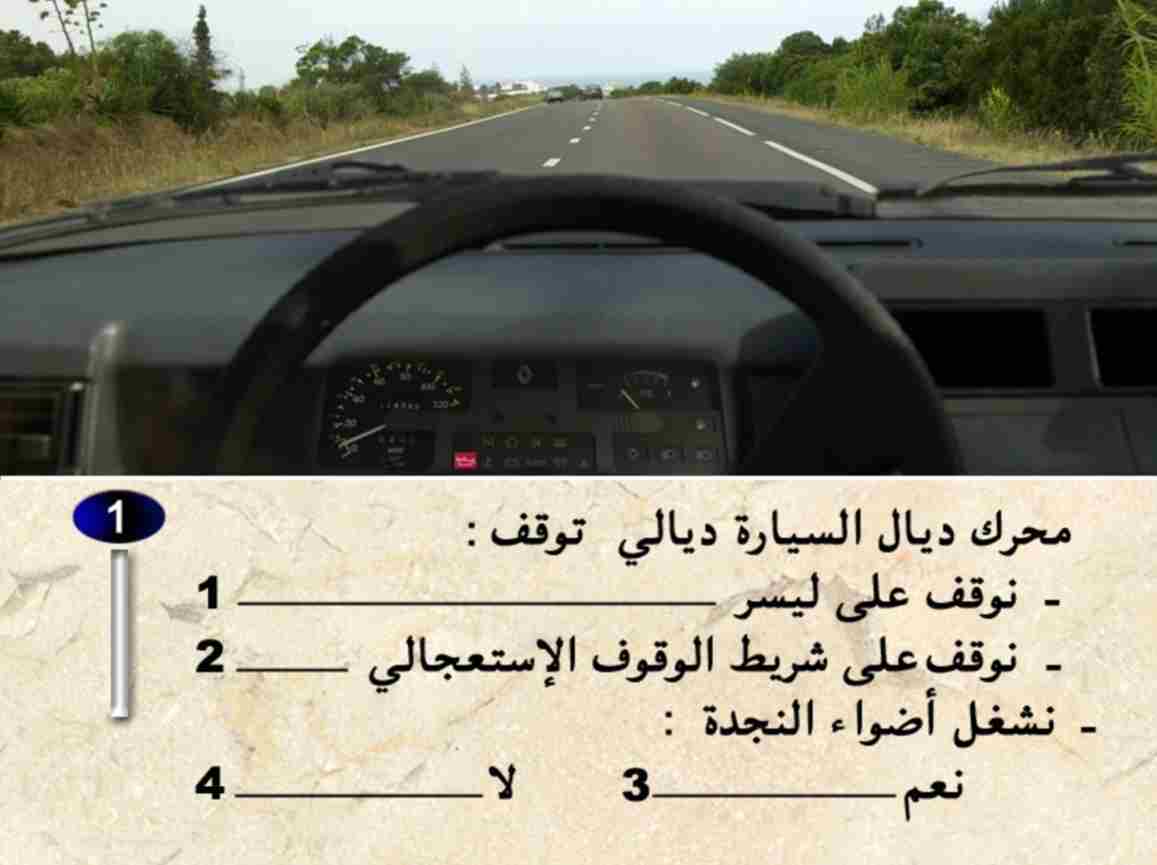 1
محرك ديال السيارة ديالي توقف :
- نوقف على ليسر 1
- نوقف على شريط الوقوف الإستعجالي 2
- نشغل أضواء النجدة :
نعم 3 لا 4